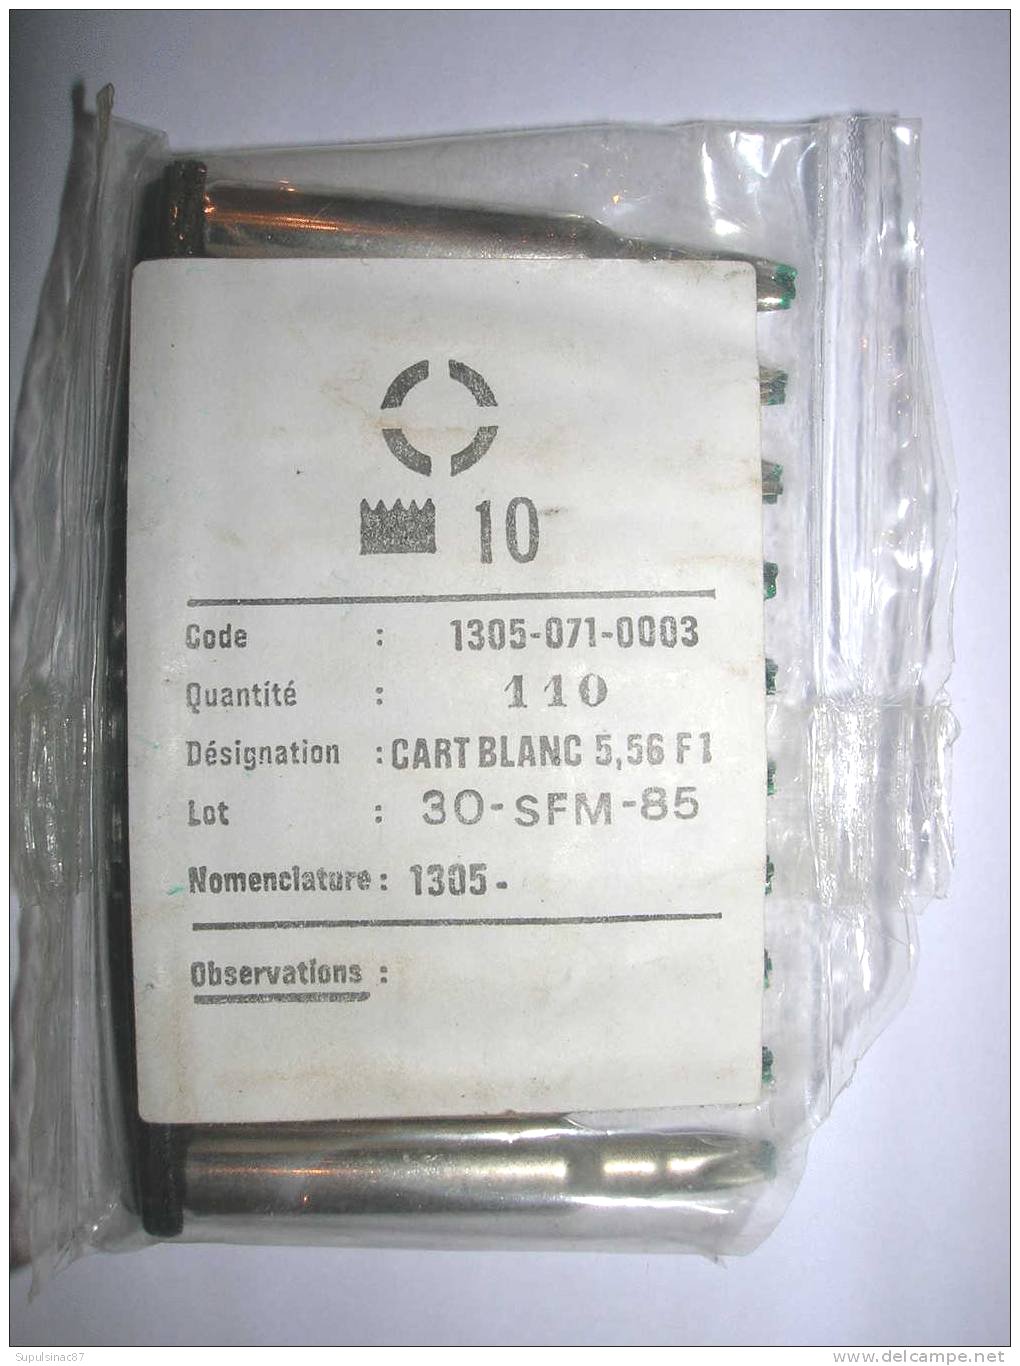 10
Code : 1305-071-0003
Quantité : 110
Désignation : CART BLANC 5,56 F1
Lot : 30-SFM-85
Nomenclature : 1305-
Observations :
Supulsinac87
www.delcampe.net